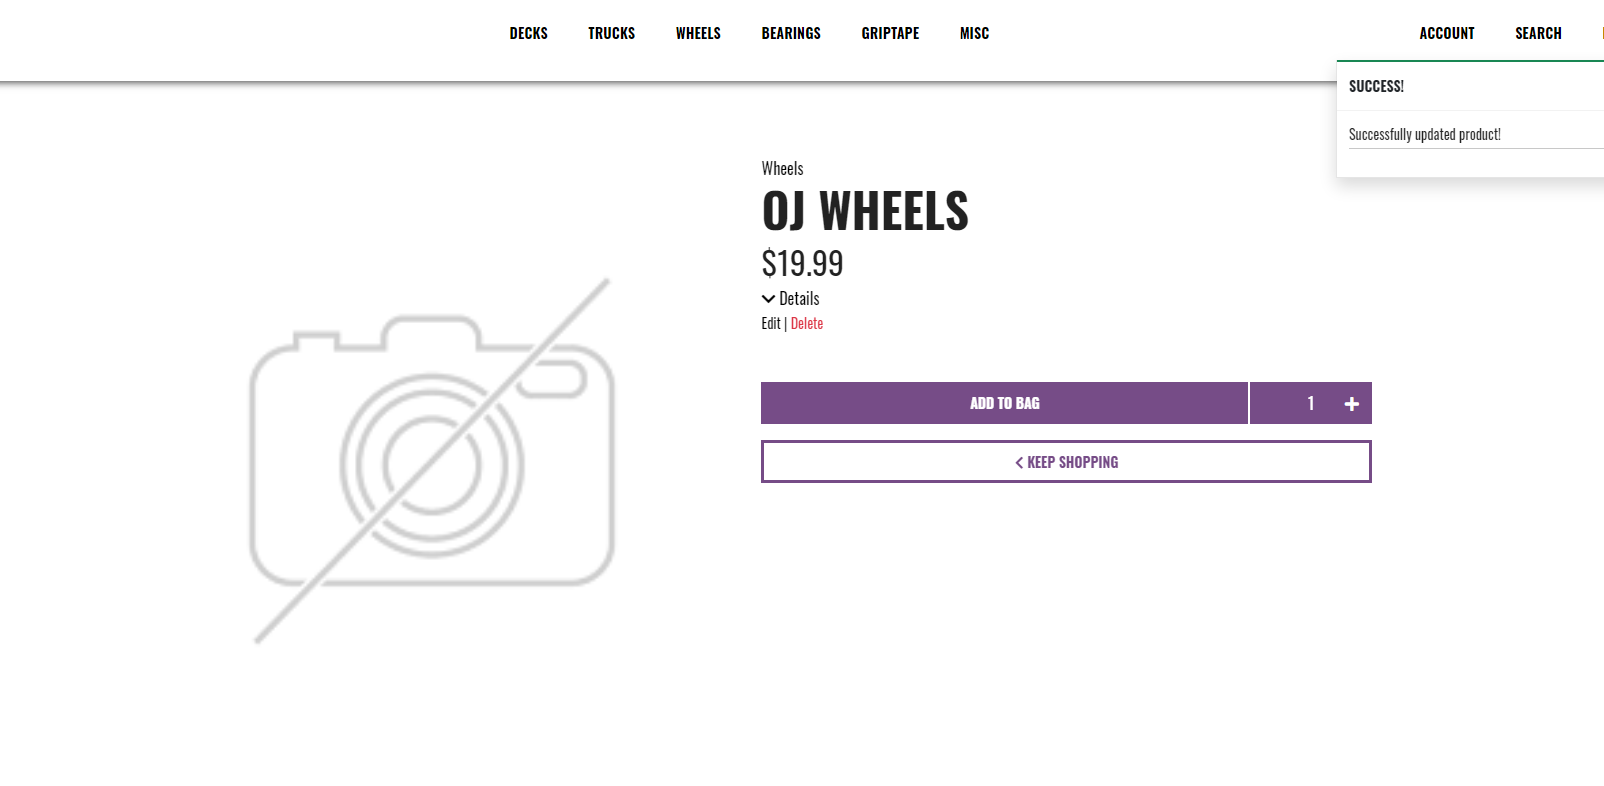 DECKS TRUCKS WHEELS BEARINGS GRIPTAPE MISC ACCOUNT SEARCH
SUCCESS!
Successfully updated product!
Wheels
OJ WHEELS
$19.99
Details
Edit | Delete
ADD TO BAG 1 +
< KEEP SHOPPING